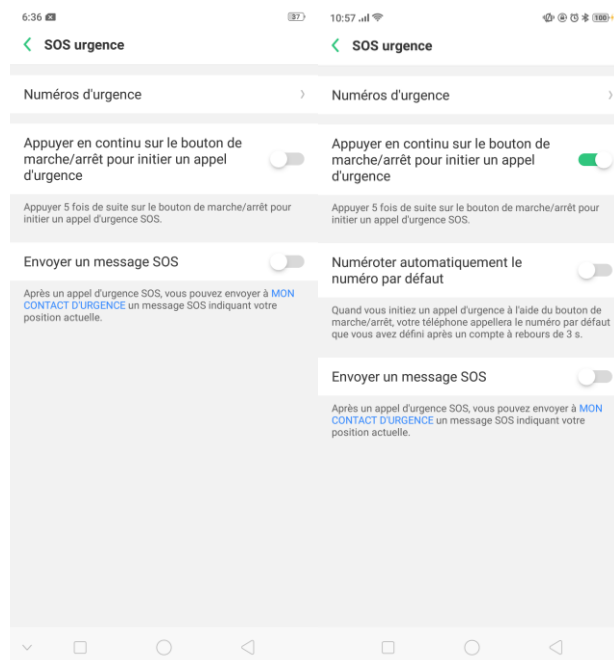 6:36
37
SOS urgence
Numéros d'urgence
Appuyer en continu sur le bouton de
marche/arrêt pour initier un appel
d'urgence
Appuyer 5 fois de suite sur le bouton de marche/arrêt pour
initier un appel d'urgence SOS.
Envoyer un message SOS
Après un appel d'urgence SOS, vous pouvez envoyer à MON
CONTACT D'URGENCE un message SOS indiquant votre
position actuelle.
10:57
100
SOS urgence
Numéros d'urgence
Appuyer en continu sur le bouton de
marche/arrêt pour initier un appel
d'urgence
Appuyer 5 fois de suite sur le bouton de marche/arrêt pour
initier un appel d'urgence SOS.
Numéroter automatiquement le
numéro par défaut
Quand vous initiez un appel d'urgence à l'aide du bouton de
marche/arrêt, votre téléphone appellera le numéro par défaut
que vous avez défini après un compte à rebours de 3 s.
Envoyer un message SOS
Après un appel d'urgence SOS, vous pouvez envoyer à MON
CONTACT D'URGENCE un message SOS indiquant votre
position actuelle.